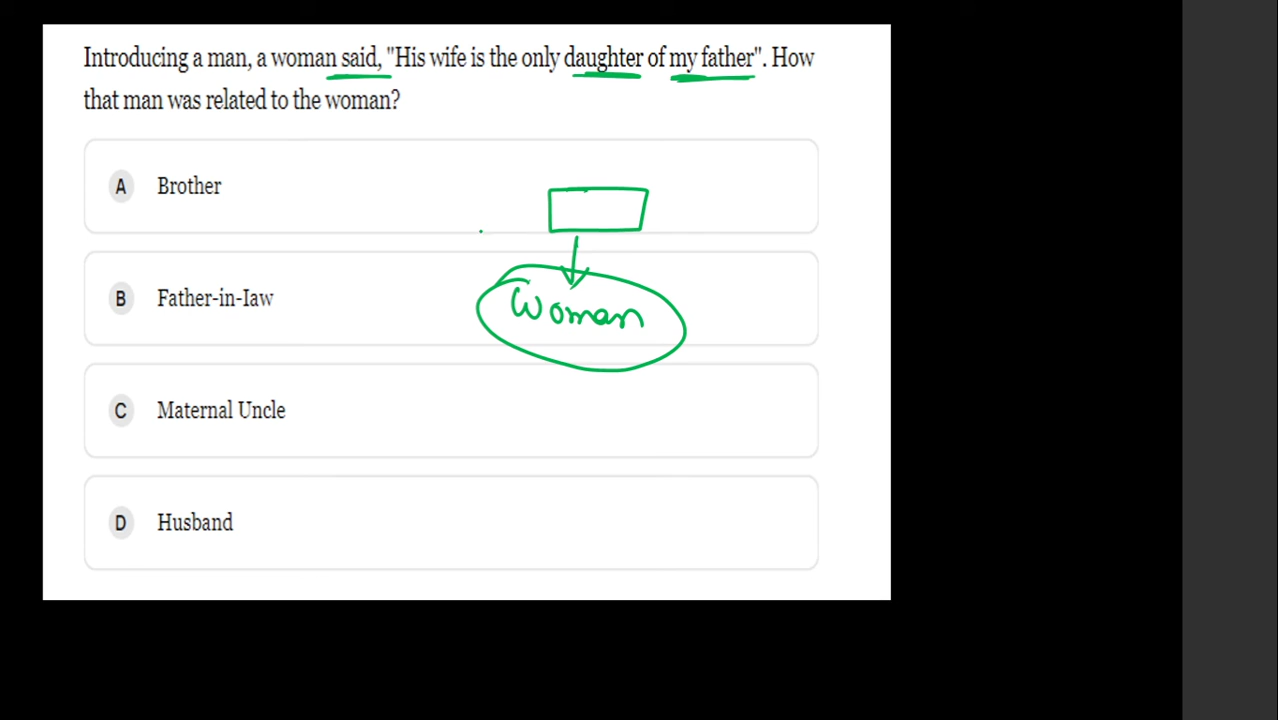 Introducing a man, a woman said, "His wife is the only daughter of my father". How
that man was related to the woman?
A Brother
B Father-in-law
Woman
C Maternal Uncle
D Husband